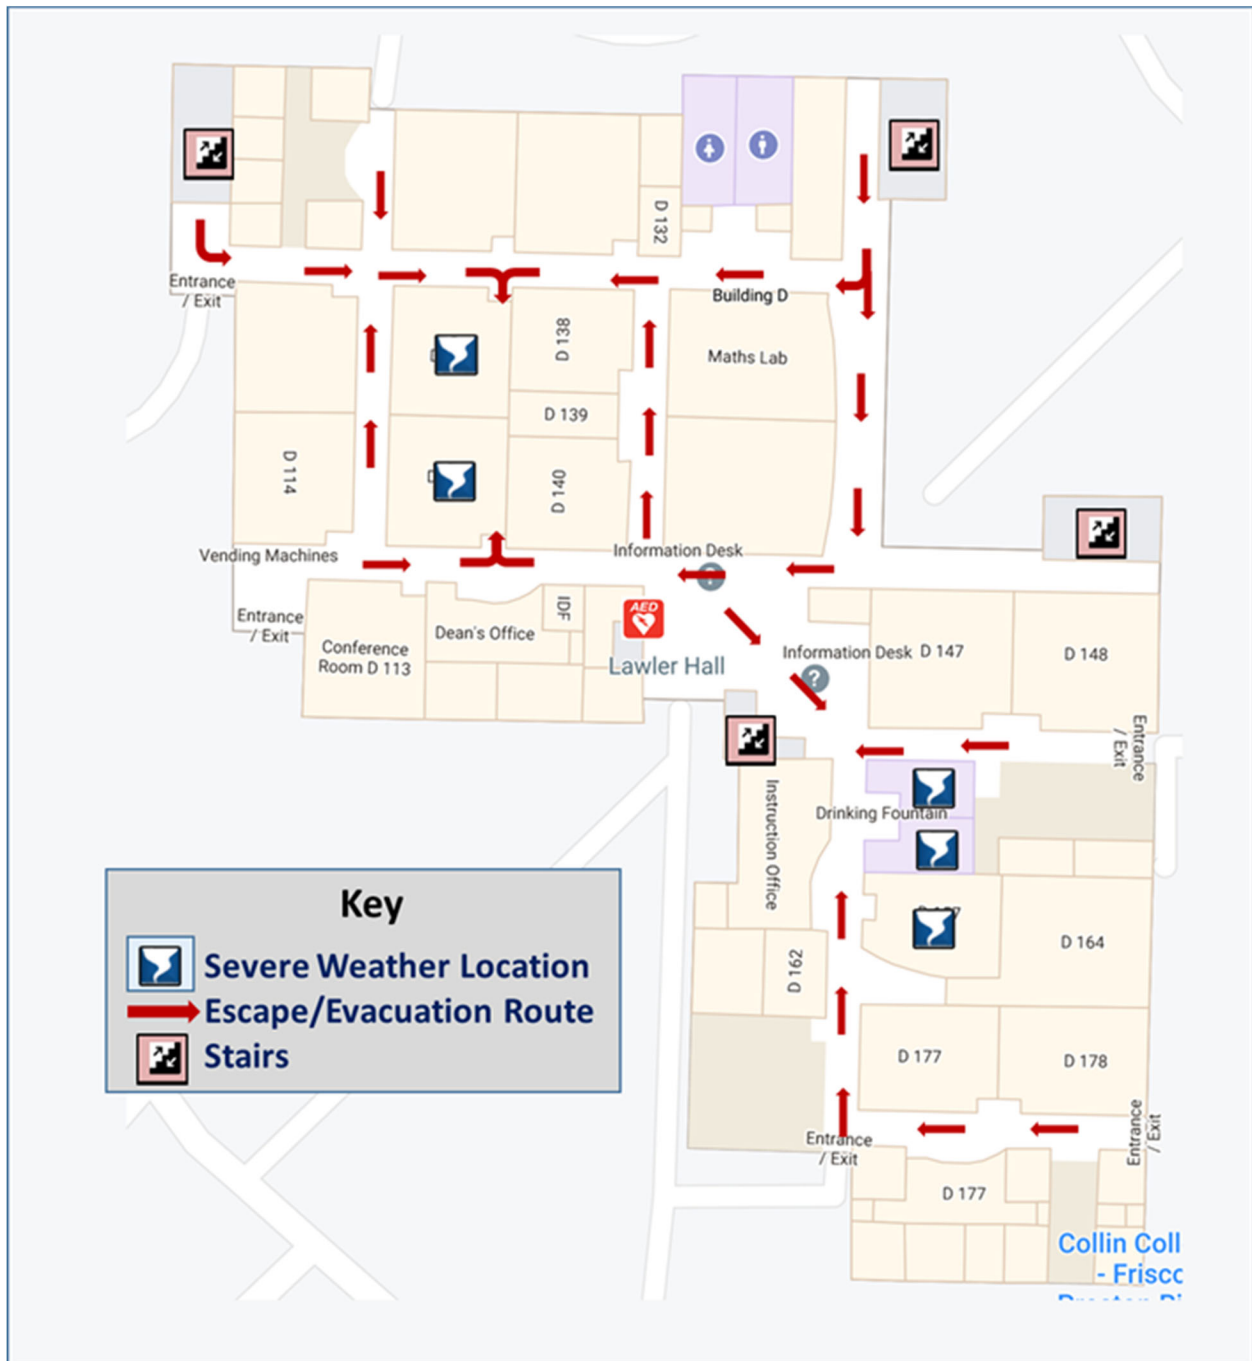 D 132
Entrance
/ Exit
Building D
D 138
Maths Lab
D 139
D 114
D 140
Vending Machines
Information Desk
AED
IDF
Entrance
/ Exit
Dean's Office
Conference
Room D 113
Lawler Hall
Information Desk
D 147
D 148
Entrance
/ Exit
Instruction Office
Drinking Fountain
D 162
D 164
D 177
D 178
Entrance
/ Exit
Entrance
/ Exit
D 177
Collin Coll
- Frisco
Key
Severe Weather Location
Escape/Evacuation Route
Stairs